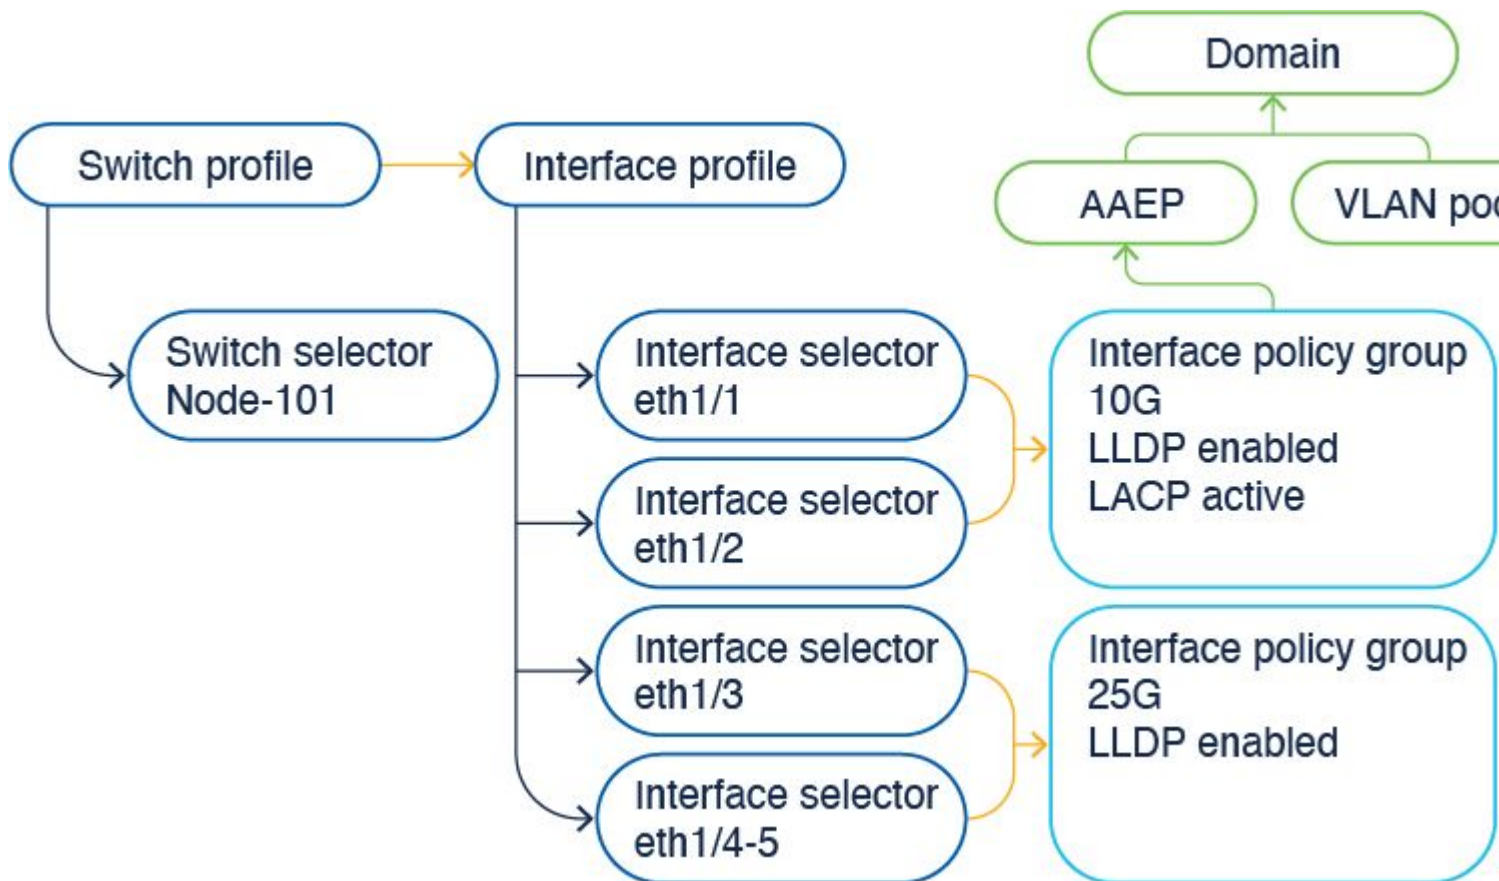 Domain
Switch profile
Interface profile
AAEP
VLAN poo
Switch selector
Node-101
Interface selector
eth1/1
Interface selector
eth1/2
Interface selector
eth1/3
Interface selector
eth1/4-5
Interface policy group
10G
LLDP enabled
LACP active
Interface policy group
25G
LLDP enabled